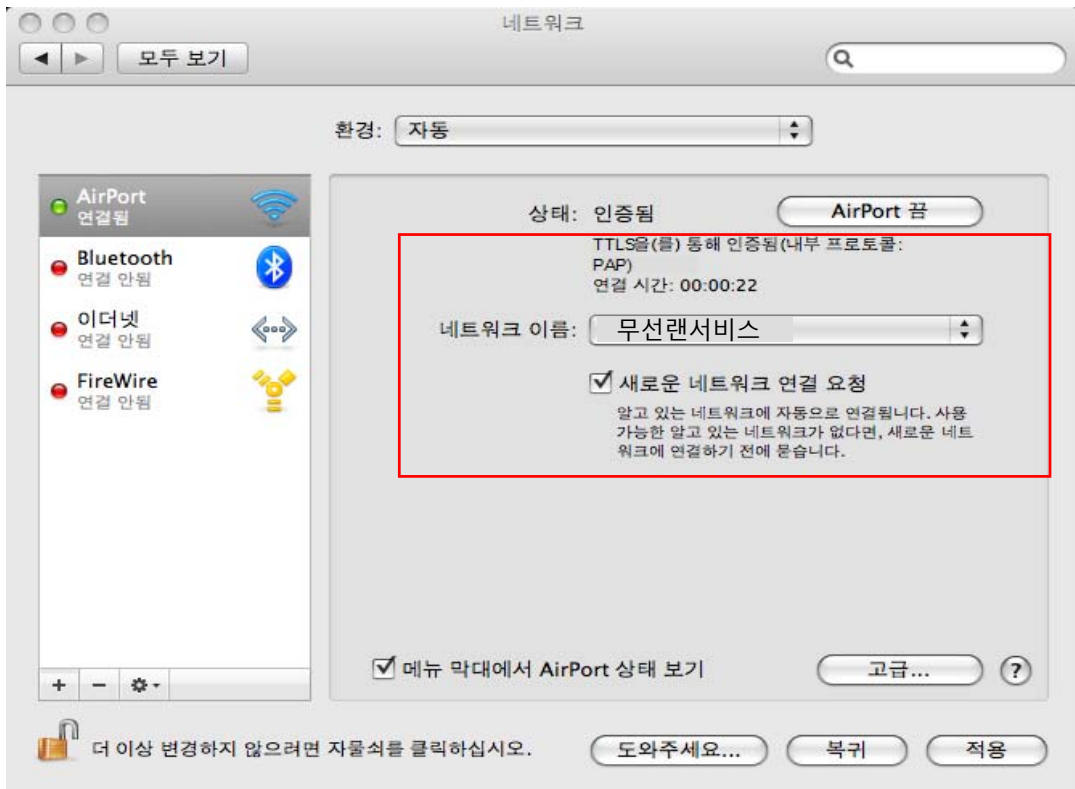 네트워크
모두 보기
환경: 자동
AirPort
연결됨
Bluetooth
연결 안됨
이더넷
연결 안됨
FireWire
연결 안됨
상태: 인증됨 AirPort 끔
TTLS을(를) 통해 인증됨(내부 프로토콜:
PAP)
연결 시간: 00:00:22
네트워크 이름: 무선랜서비스
새로운 네트워크 연결 요청
알고 있는 네트워크에 자동으로 연결됩니다. 사용
가능한 알고 있는 네트워크가 없다면, 새로운 네트
워크에 연결하기 전에 묻습니다.
메뉴 막대에서 AirPort 상태 보기 고급... ?
더 이상 변경하지 않으려면 자물쇠를 클릭하십시오. 도와주세요... 복귀 적용